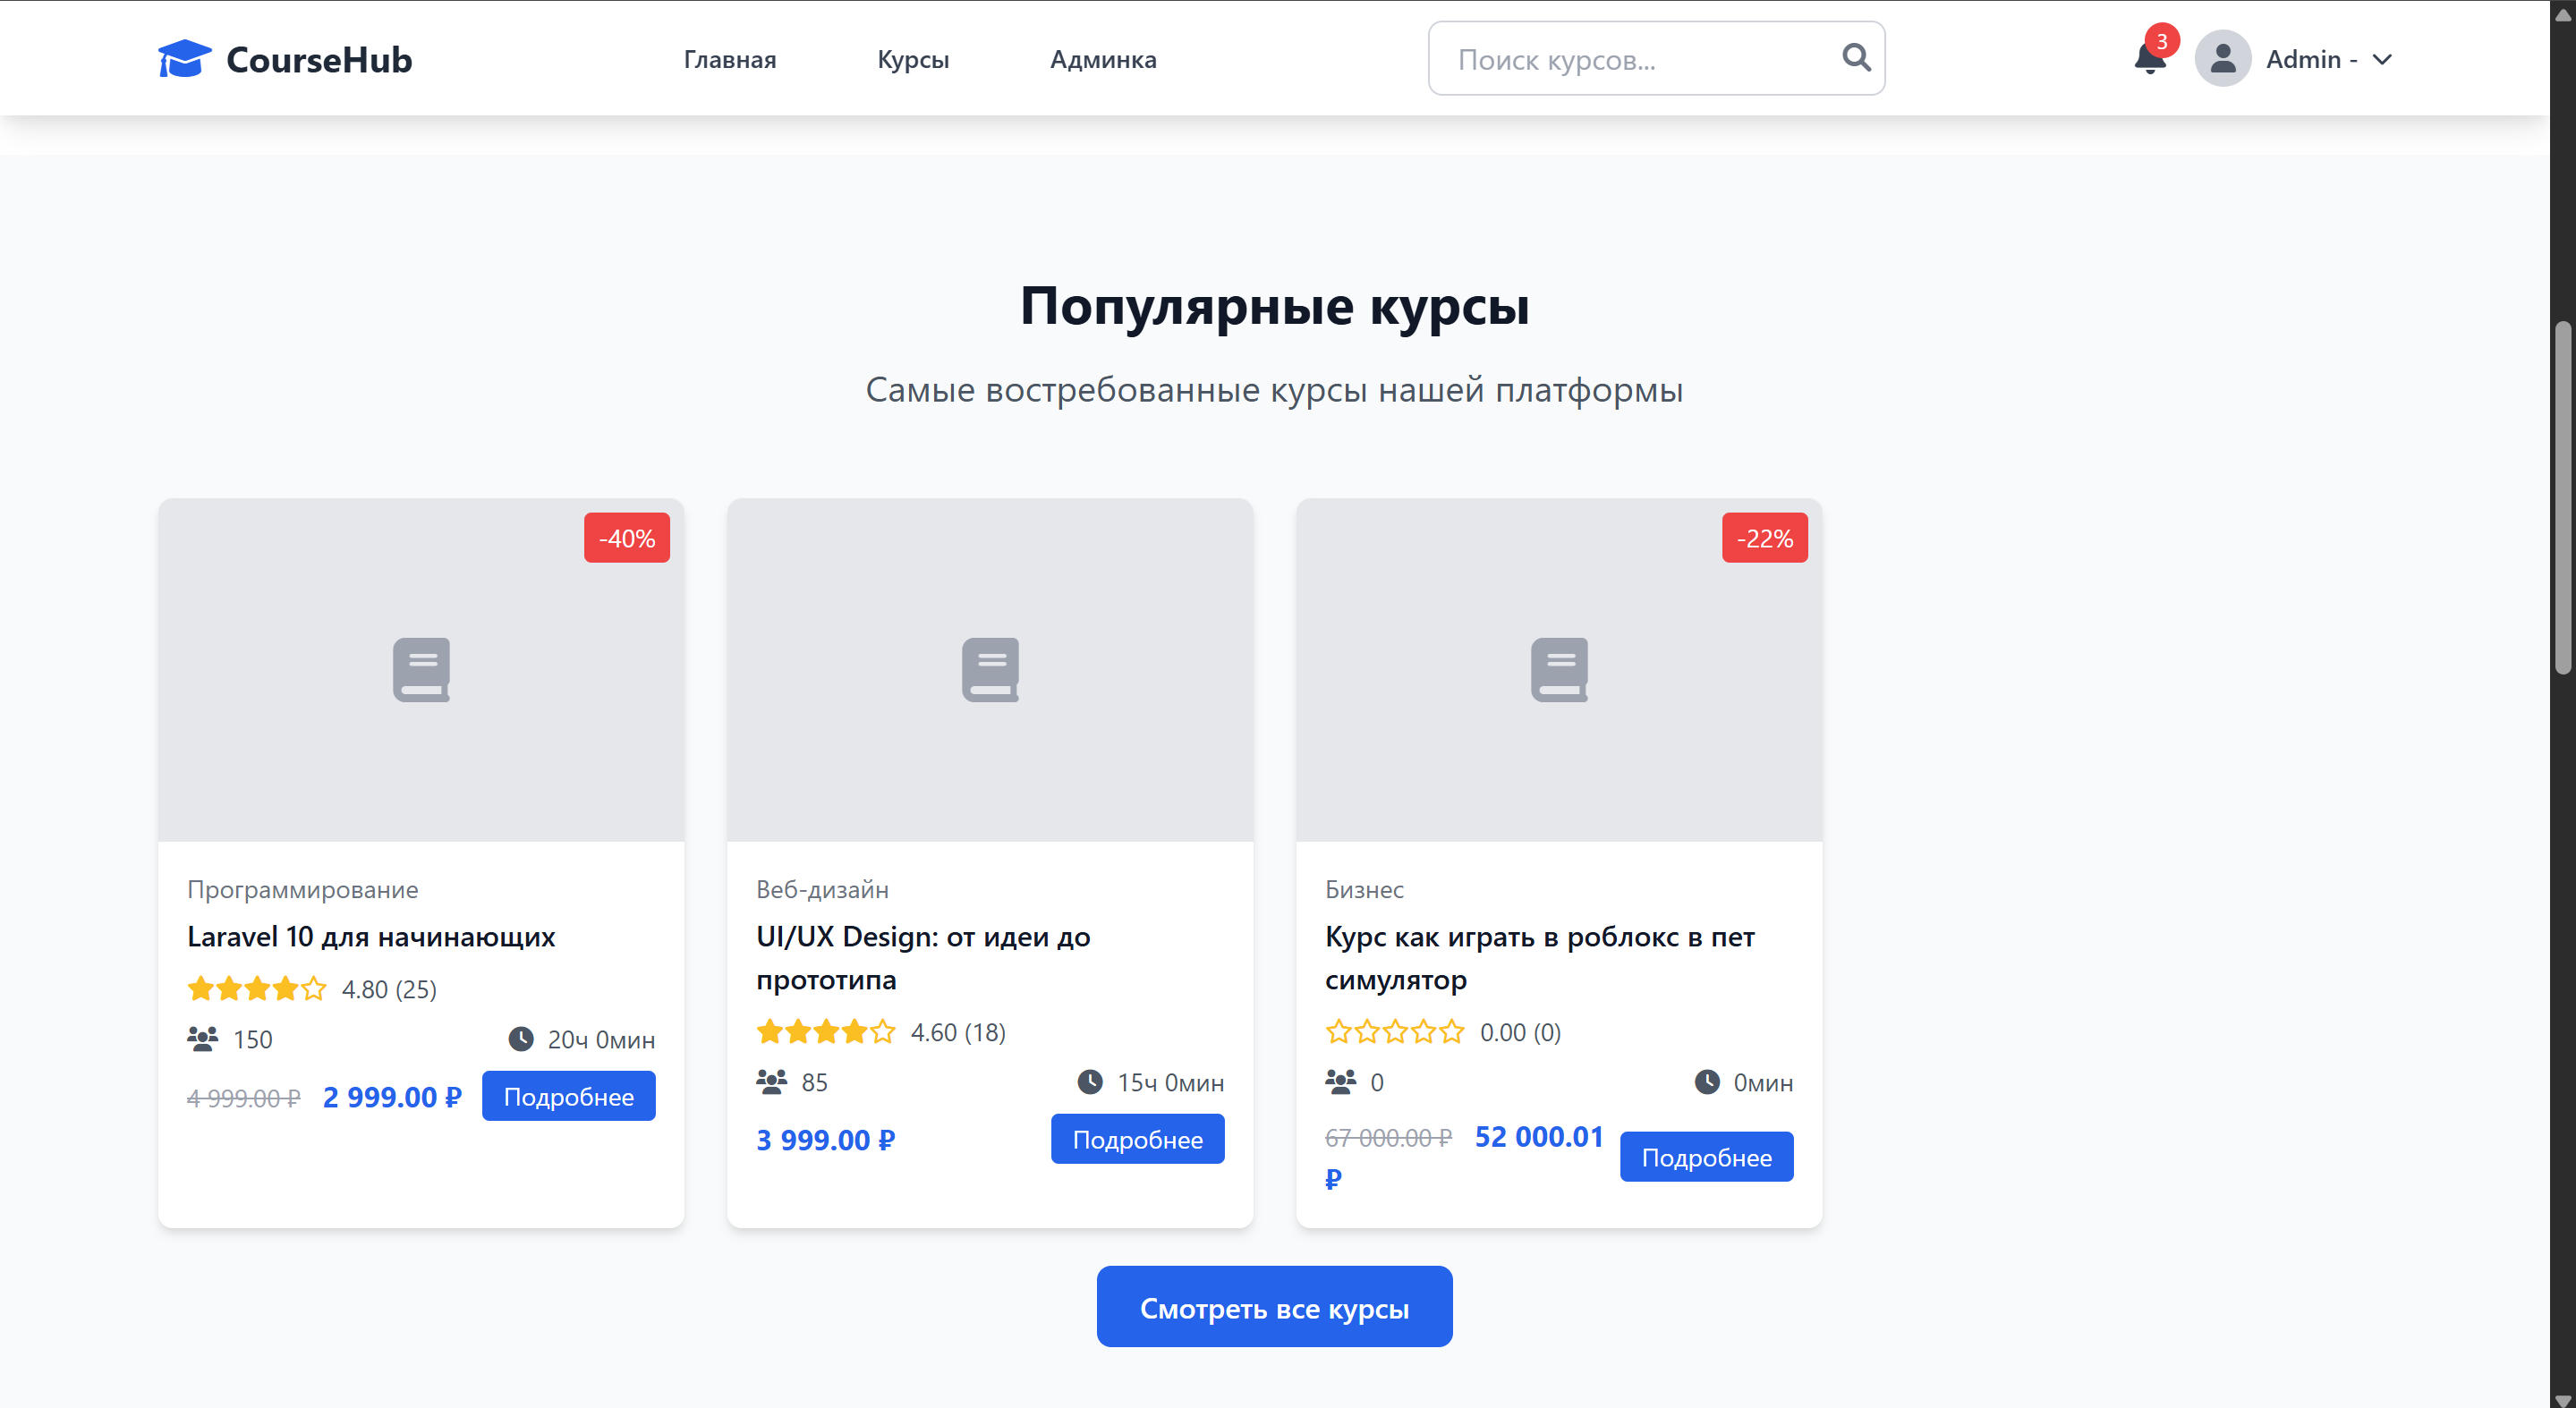 CourseHub
Главная
Курсы
Админка
Поиск курсов...
3
Admin -
Популярные курсы
Самые востребованные курсы нашей платформы
-40%
Программирование
Laravel 10 для начинающих
4.80 (25)
150
20ч 0мин
4 999.00 ₽ 2 999.00 ₽
Подробнее
Веб-дизайн
UI/UX Design: от идеи до
прототипа
4.60 (18)
85
15ч 0мин
3 999.00 ₽
Подробнее
-22%
Бизнес
Курс как играть в роблокс в пет
симулятор
0.00 (0)
0
0мин
67 000.00 ₽ 52 000.01
₽
Подробнее
Смотреть все курсы